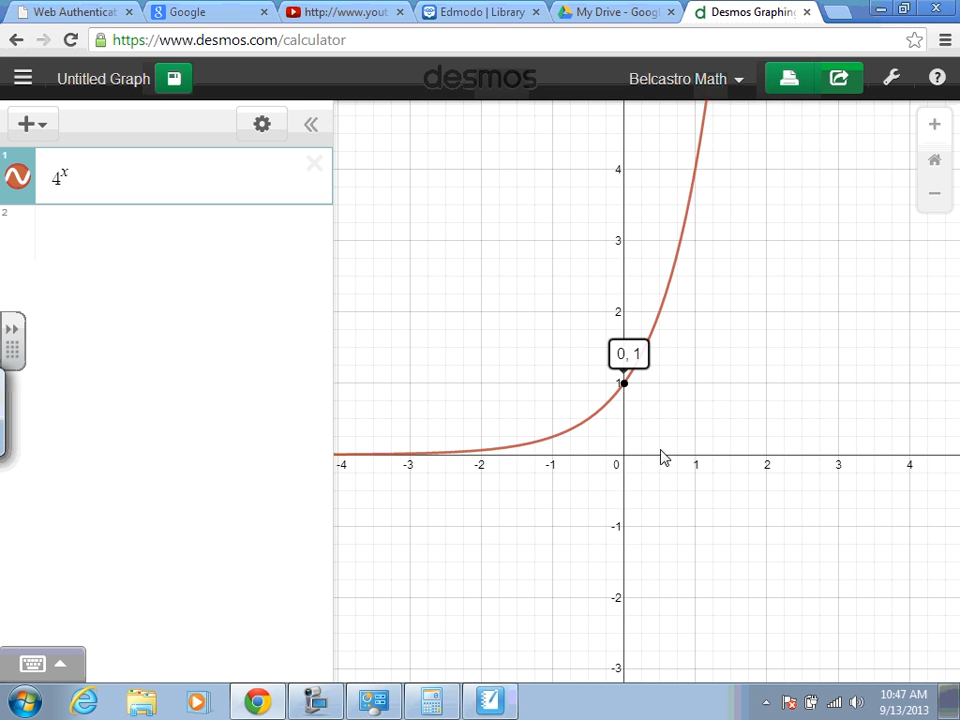 Web Authenticat
Google
http://www.yout
Edmodo | Library
My Drive - Googl
Desmos Graphing
https://www.desmos.com/calculator
Untitled Graph
desmos
Belcastro Math
?
1
4^x
2
4
3
2
1
0, 1
-4
-3
-2
-1
0
1
2
3
4
-1
-2
-3
10:47 AM
9/13/2013